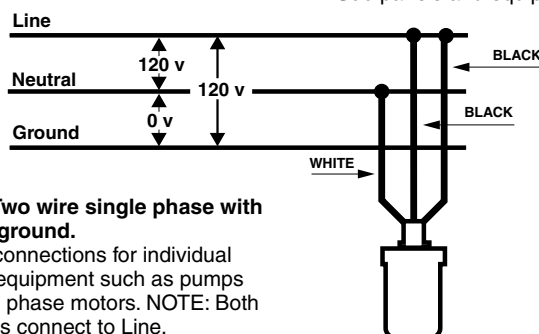 Line
BLACK
120 v
Neutral
120 v
0 v
BLACK
Ground
WHITE
Two wire single phase with
ground.
connections for individual
equipment such as pumps
phase motors. NOTE: Both
s connect to Line.